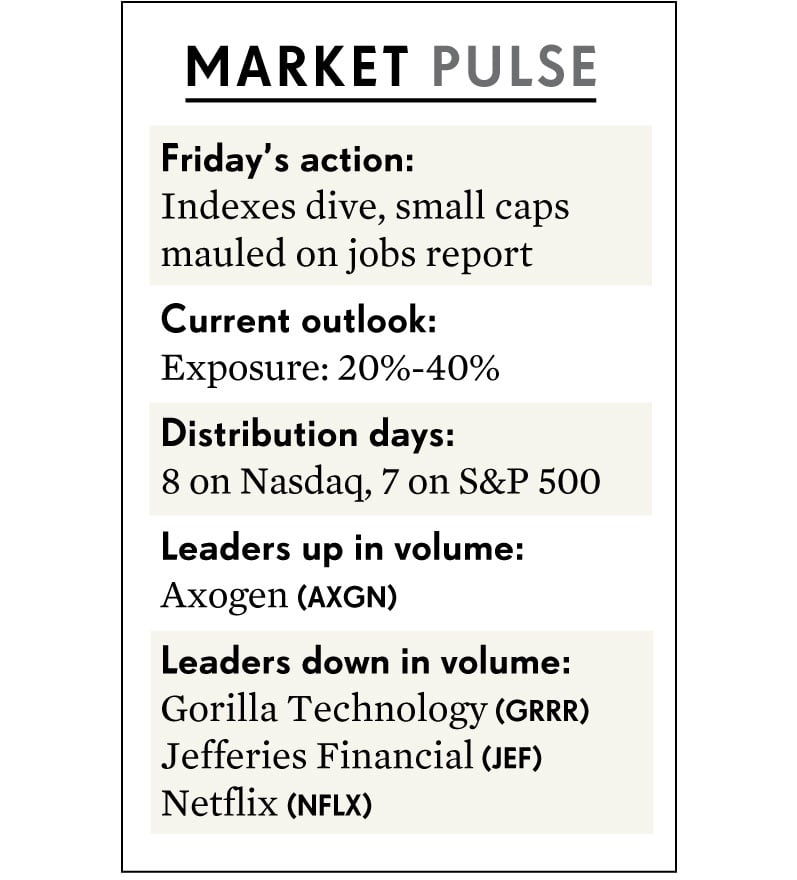 MARKET PULSE
Friday's action:
Indexes dive, small caps
mauled on jobs report
Current outlook:
Exposure: 20%-40%
Distribution days:
8 on Nasdaq, 7 on S&P 500
Leaders up in volume:
Axogen (AXGN)
Leaders down in volume:
Gorilla Technology (GRRR)
Jefferies Financial (JEF)
Netflix (NFLX)